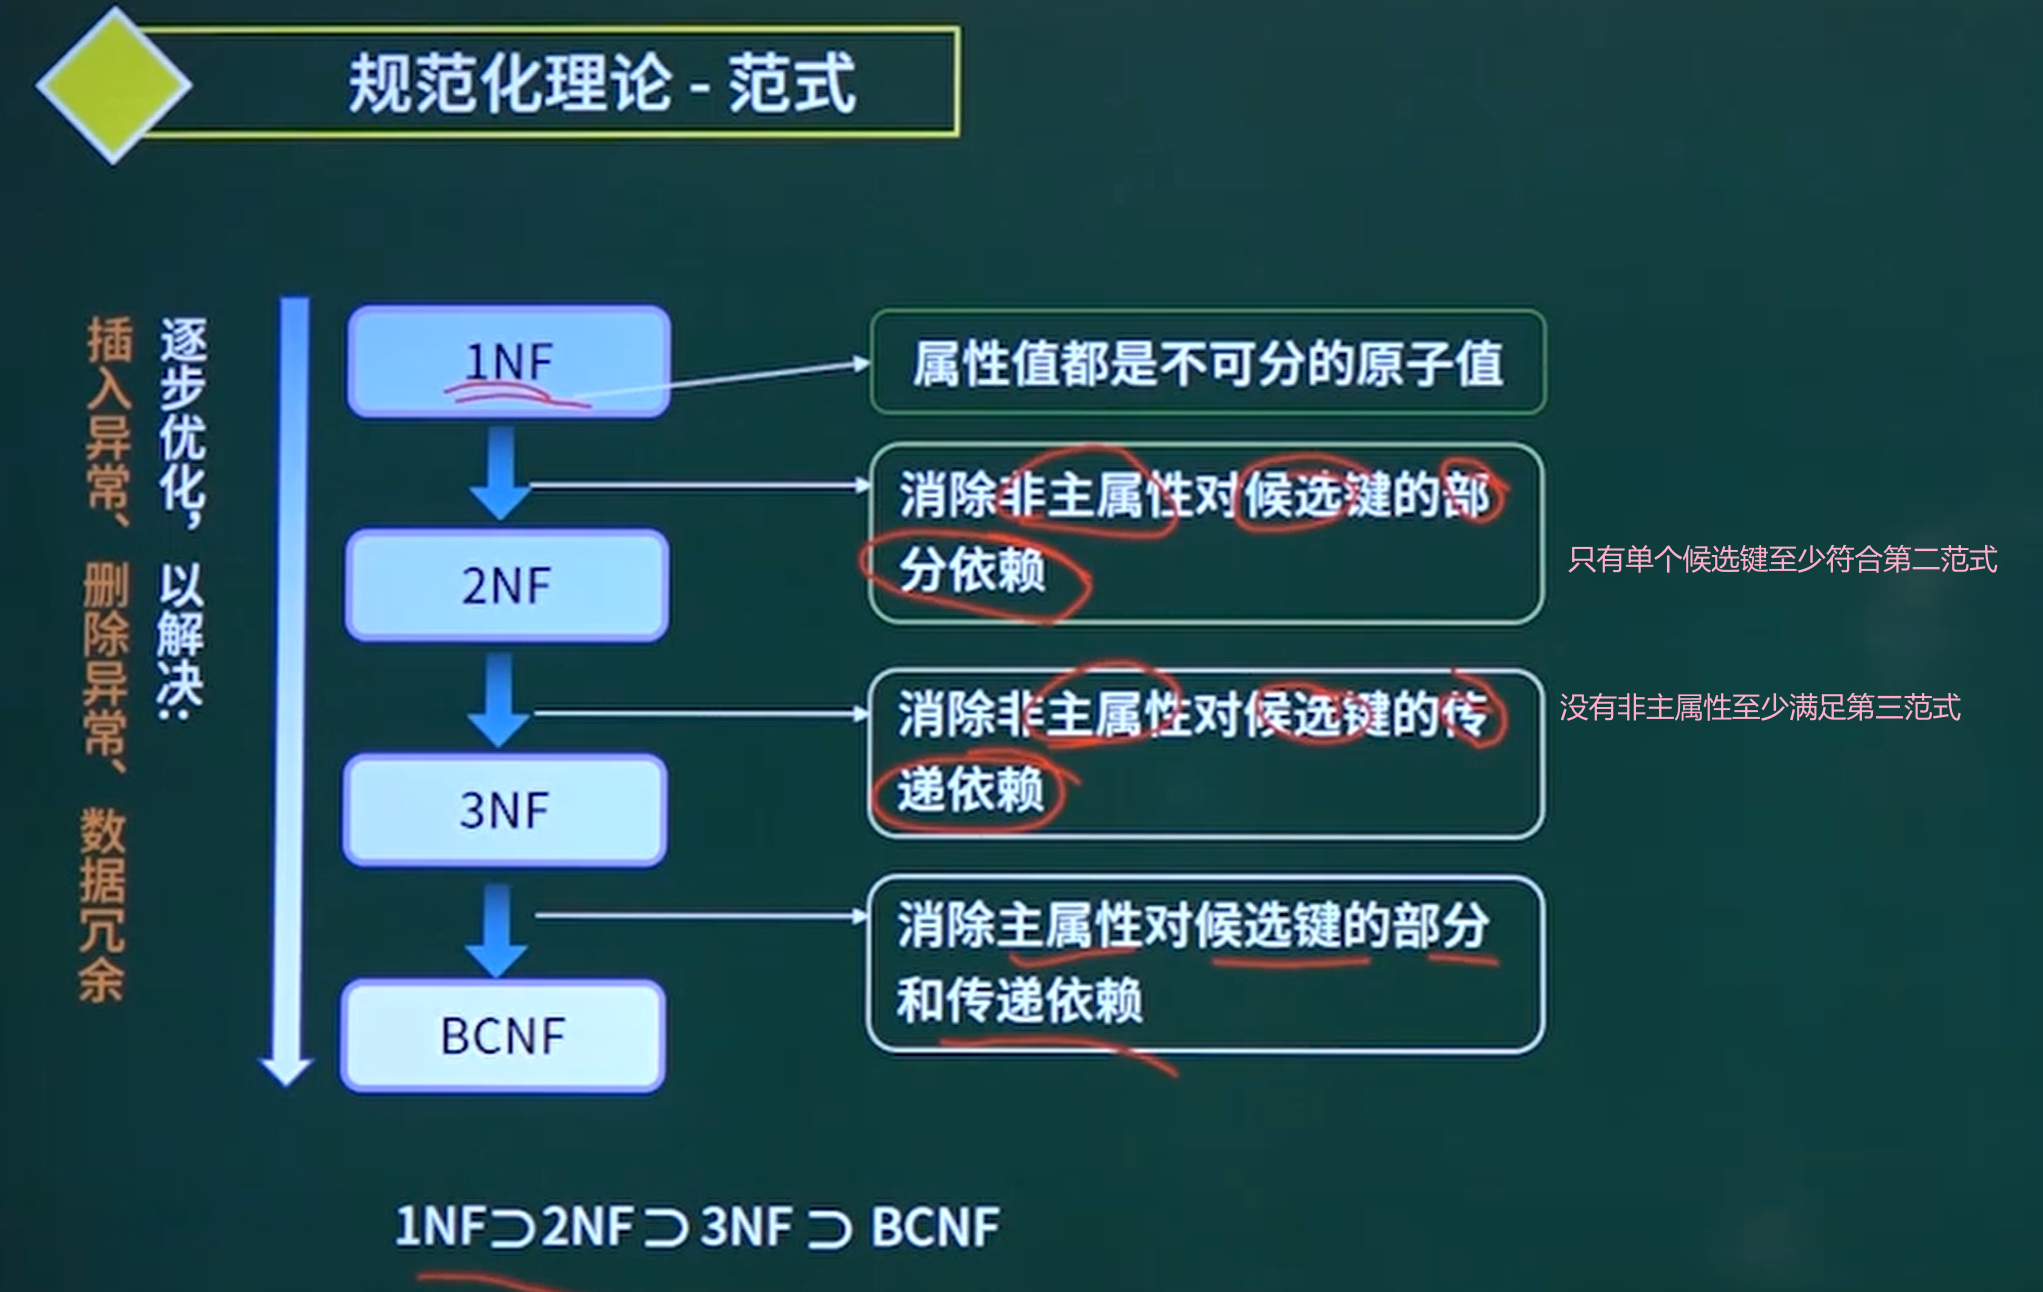 规范化理论 - 范式
逐步优化，以解决：
插入异常、删除异常、数据冗余
1NF
属性值都是不可分的原子值
消除非主属性对候选键的部
分依赖
只有单个候选键至少符合第二范式
2NF
消除非主属性对候选键的传
递依赖
没有非主属性至少满足第三范式
3NF
消除主属性对候选键的部分
和传递依赖
BCNF
1NF⊃2NF⊃3NF⊃BCNF